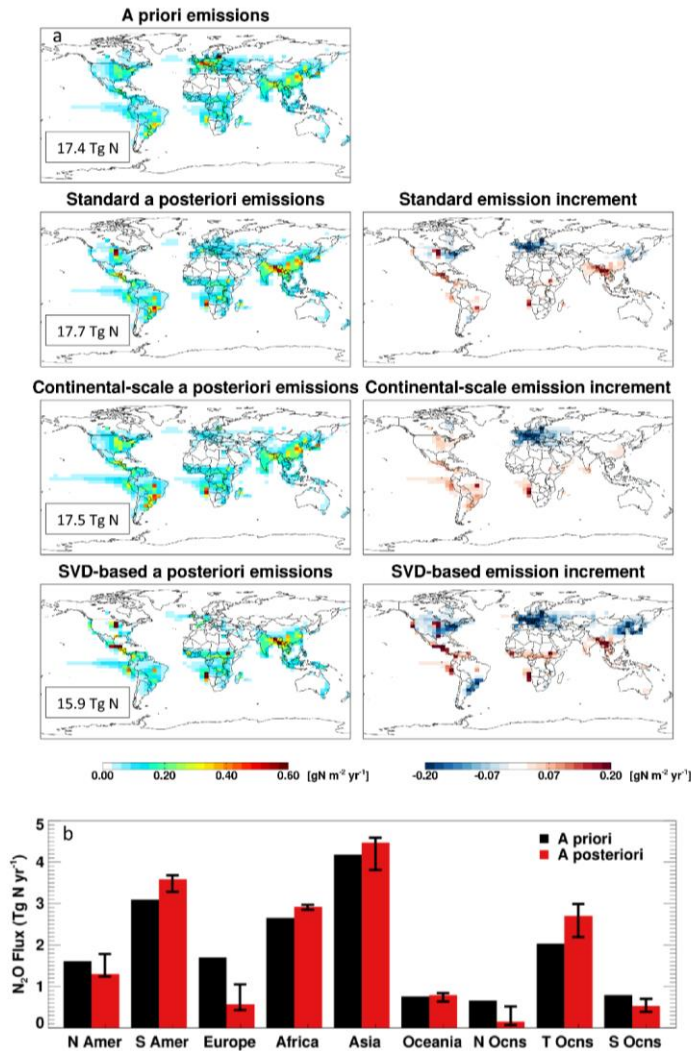 A priori emissions
a
17.4 Tg N
Standard a posteriori emissions
Standard emission increment
17.7 Tg N
Continental-scale a posteriori emissions
Continental-scale emission increment
17.5 Tg N
SVD-based a posteriori emissions
SVD-based emission increment
15.9 Tg N
0.00 0.20 0.40 0.60 [gN m⁻² yr⁻¹]
-0.20 -0.07 0.07 0.20 [gN m⁻² yr⁻¹]
b
A priori
A posteriori
N₂O Flux (Tg N yr⁻¹)
5
4
3
2
1
0
N Amer S Amer Europe Africa Asia Oceania N Ocns T Ocns S Ocns